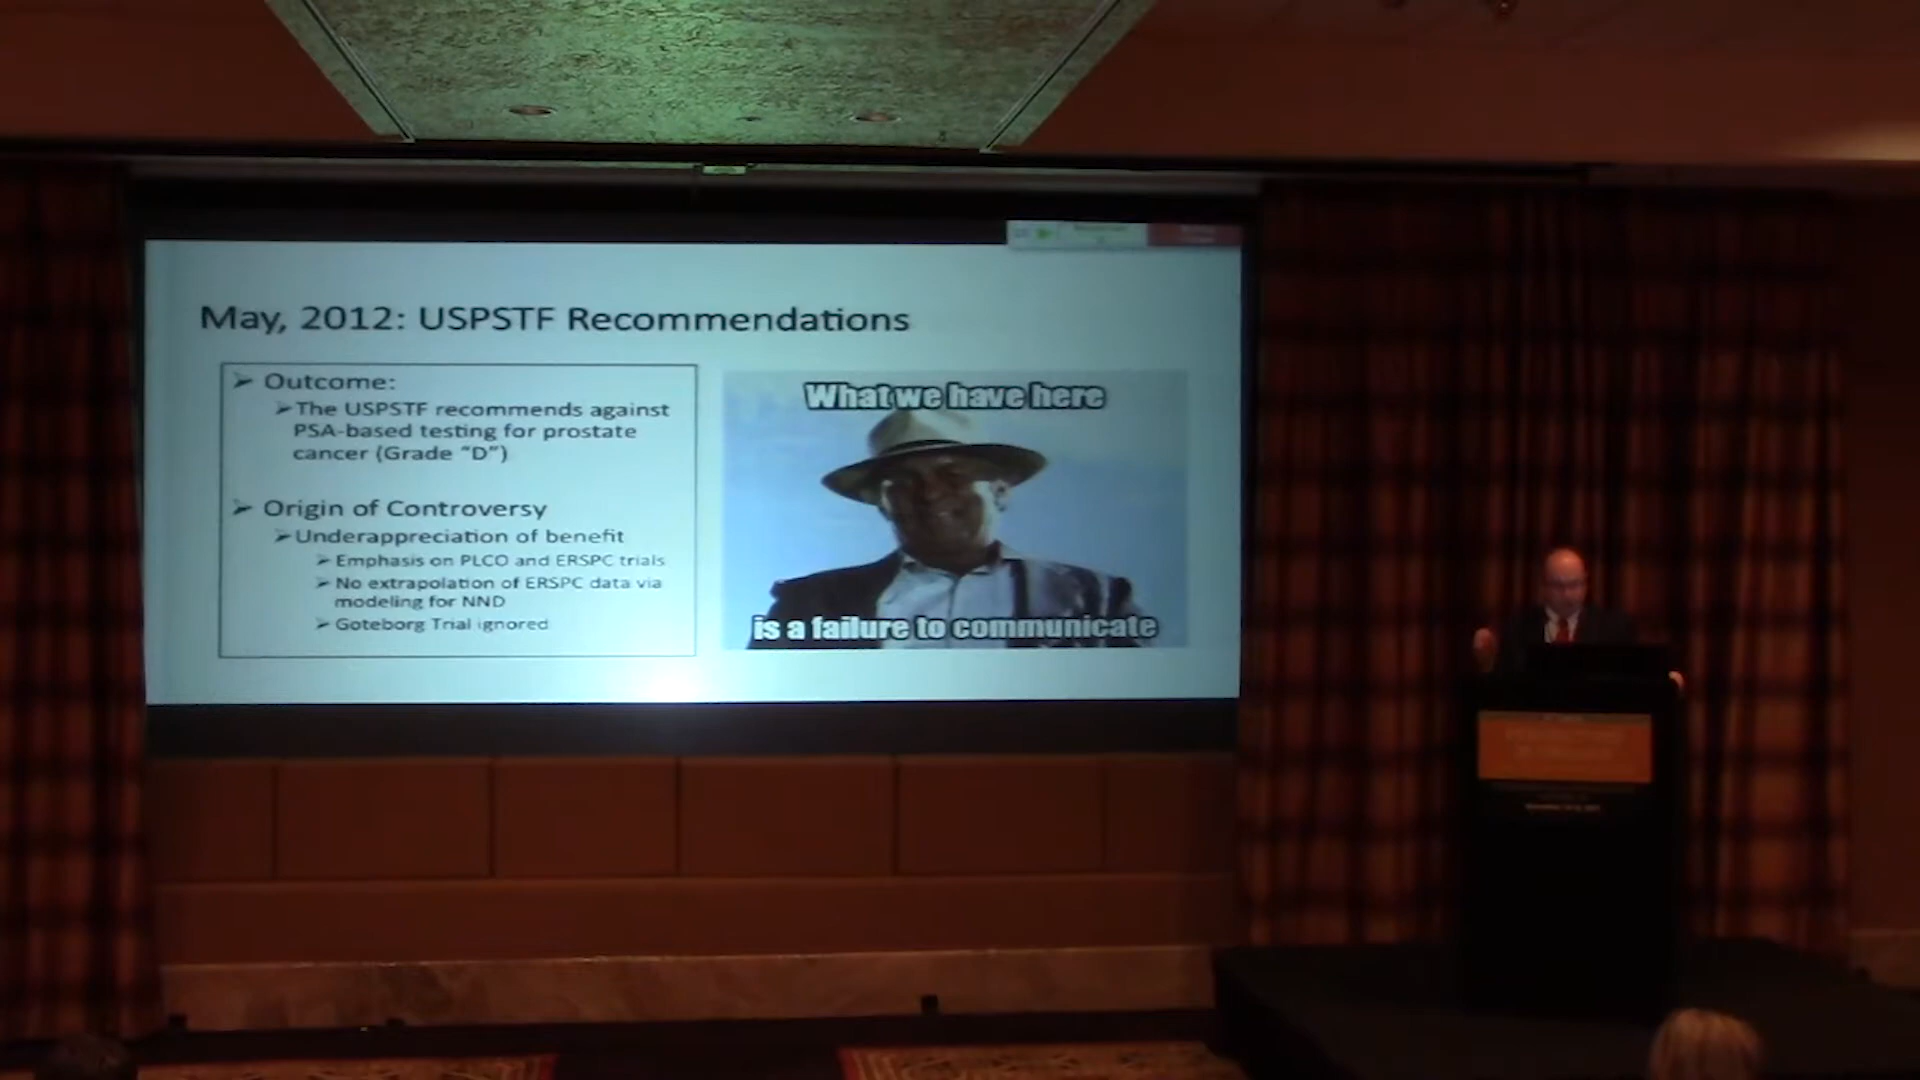 May, 2012: USPSTF Recommendations
Outcome:
The USPSTF recommends against
PSA-based testing for prostate
cancer (Grade "D")
Origin of Controversy
Underappreciation of benefit
Emphasis on PLCO and ERSPC trials
No extrapolation of ERSPC data via
modeling for NND
Goteborg Trial ignored
What we have here
is a failure to communicate